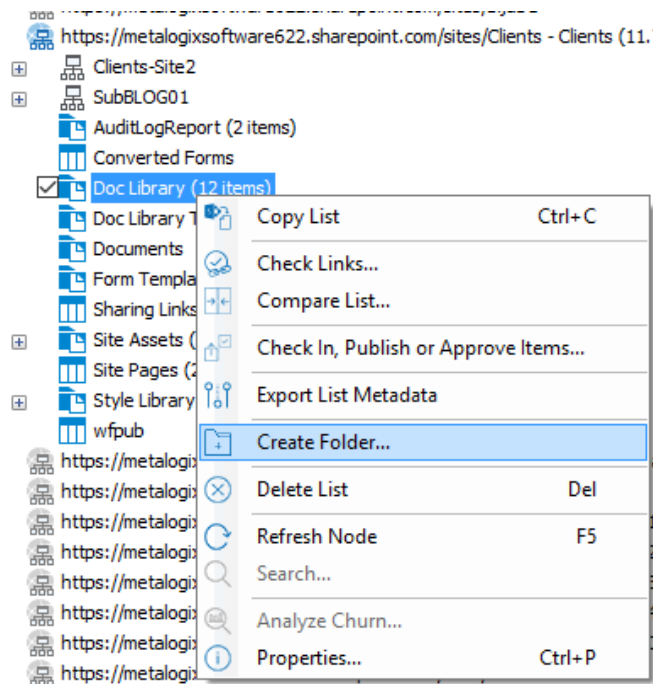 https://metalogixsoftware622.sharepoint.com/sites/Clients - Clients (11.
Clients-Site2
SubBLOG01
AuditLogReport (2 items)
Converted Forms
Doc Library (12 items)
Doc Library T
Copy List Ctrl+C
Documents
Check Links...
Form Templa
Sharing Links
Compare List...
Site Assets (
Check In, Publish or Approve Items...
Site Pages (2
Style Library
Export List Metadata
wfpub
Create Folder...
https://metalogix
https://metalogix
Delete List Del
https://metalogix
Refresh Node F5
https://metalogix
https://metalogix
Search...
https://metalogix
Analyze Churn...
https://metalogix
Properties... Ctrl+P
https://metalogix